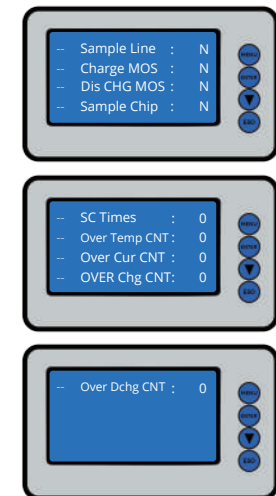 -- Sample Line : N
-- Charge MOS : N
-- Dis CHG MOS : N
-- Sample Chip : N
MENU
ENTER
ESC
-- SC Times : 0
-- Over Temp CNT : 0
-- Over Cur CNT : 0
-- OVER Chg CNT: 0
MENU
ENTER
ESC
-- Over Dchg CNT : 0
MENU
ENTER
ESC